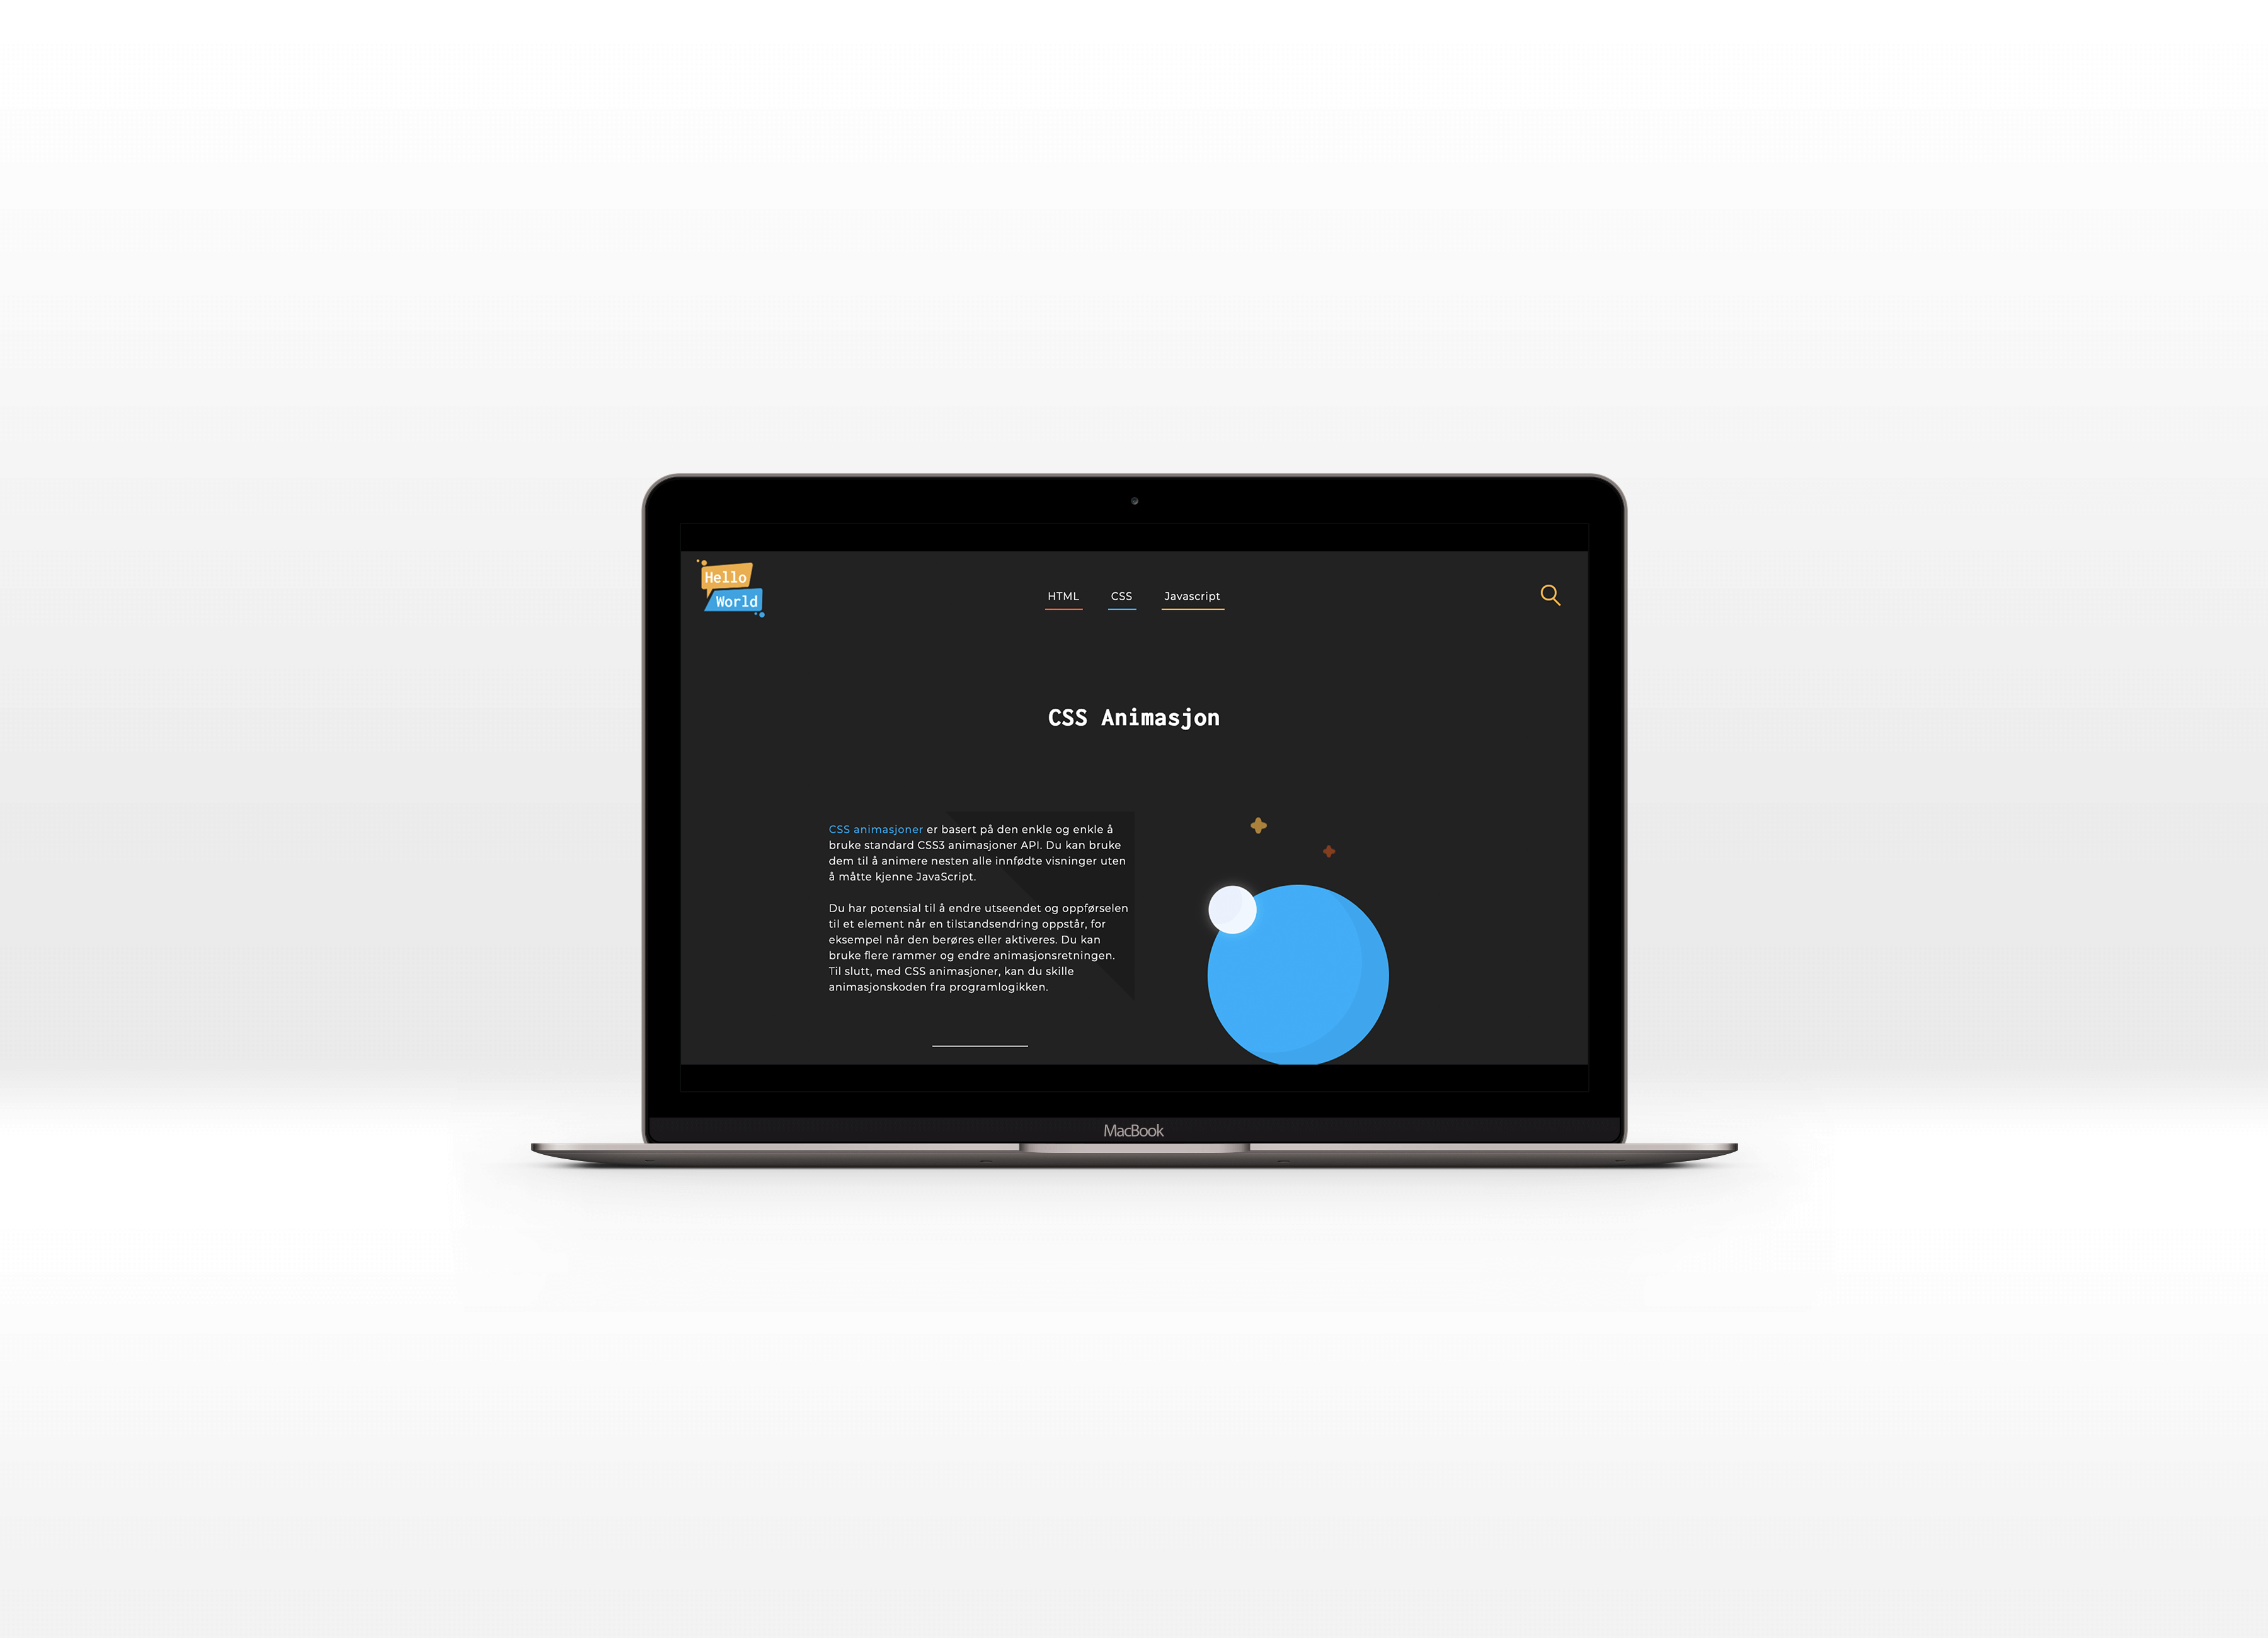 Hello
World
HTML CSS Javascript
CSS Animasjon
CSS animasjoner er basert på den enkle og enkle å
bruke standard CSS3 animasjoner API. Du kan bruke
dem til å animere nesten alle innfødte visninger uten
å måtte kjenne JavaScript.
Du har potensial til å endre utseendet og oppførselen
til et element når en tilstandsendring oppstår, for
eksempel når den berøres eller aktiveres. Du kan
bruke flere rammer og endre animasjonsretningen.
Til slutt, med CSS animasjoner, kan du skille
animasjonskoden fra programlogikken.
MacBook